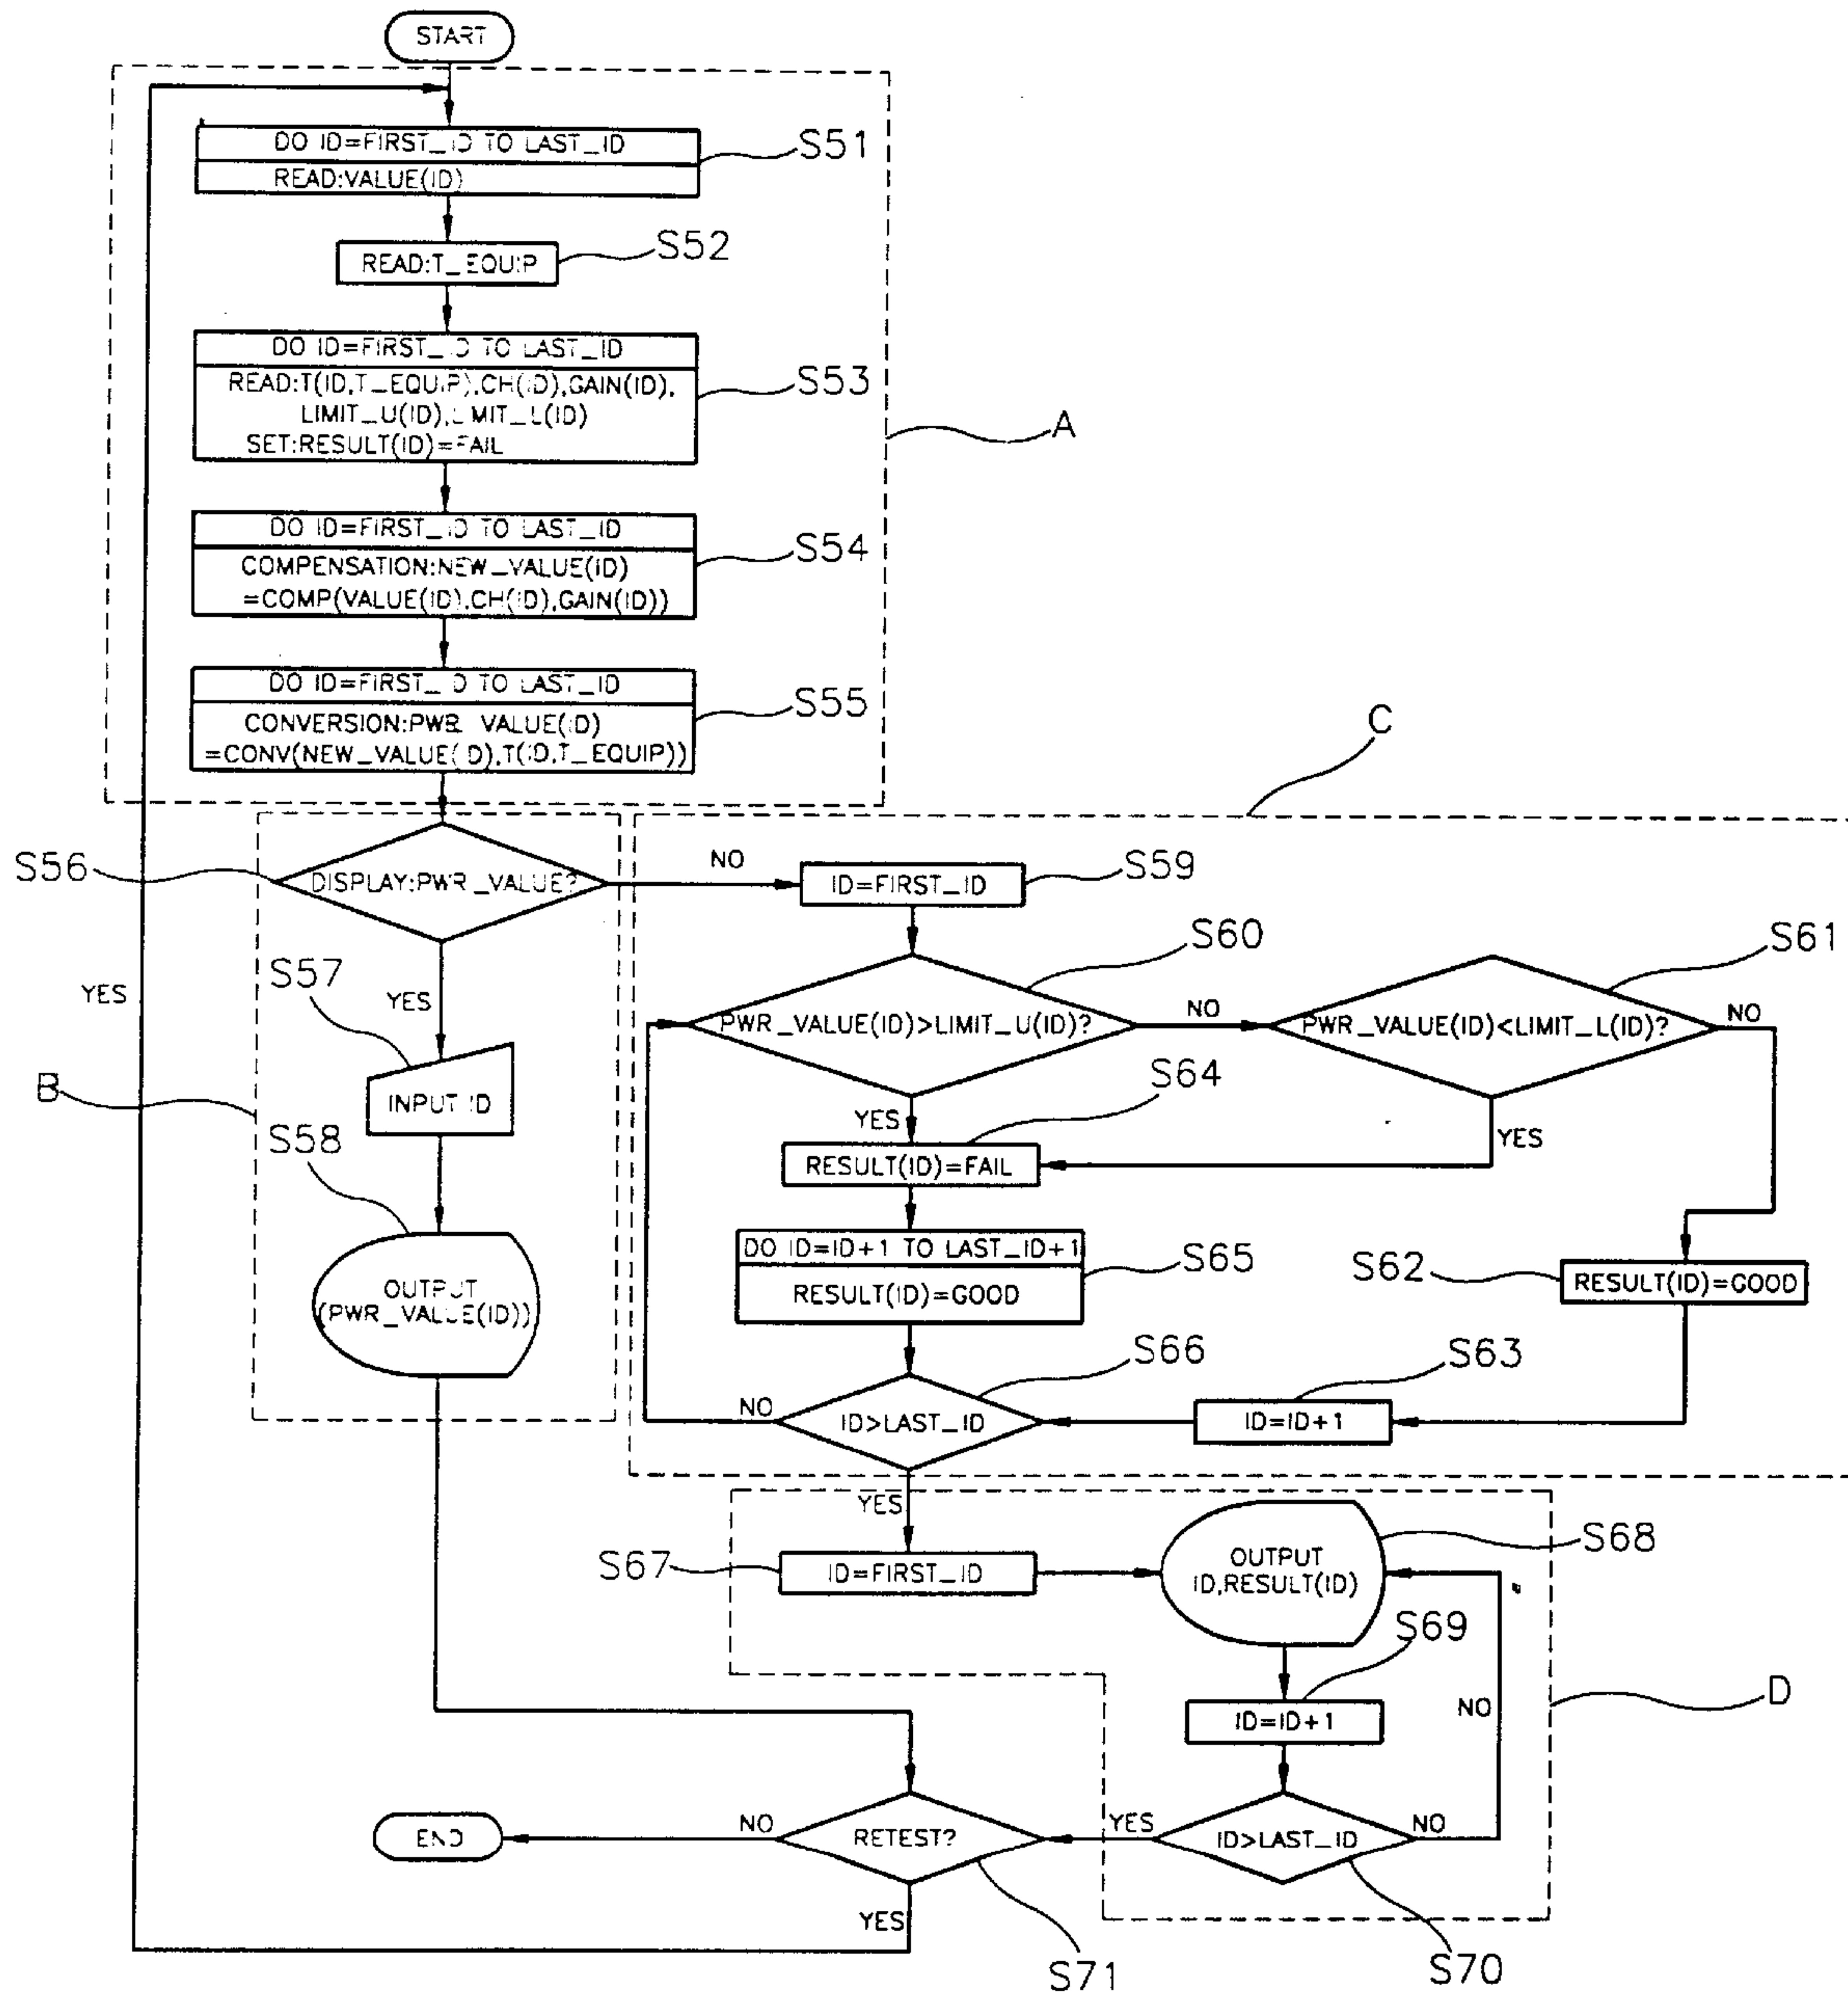 START
DO ID=FIRST_ID TO LAST_ID
READ:VALUE(ID)
S51
READ:T_EQUIP
S52
DO ID=FIRST_ID TO LAST_ID
READ:T(ID,T_EQUIP),CH(ID),GAIN(ID),
LIMIT_U(ID),LIMIT_L(ID)
SET:RESULT(ID)=FAIL
S53
A
DO ID=FIRST_ID TO LAST_ID
COMPENSATION:NEW_VALUE(ID)
=COMP(VALUE(ID),CH(ID),GAIN(ID))
S54
DO ID=FIRST_ID TO LAST_ID
CONVERSION:PWR_VALUE(ID)
=CONV(NEW_VALUE(ID),T(ID,T_EQUIP))
S55
C
S56
DISPLAY:PWR_VALUE?
NO
ID=FIRST_ID
S59
YES
S57
YES
INPUT ID
B
S58
OUTPUT
(PWR_VALUE(ID))
S60
PWR_VALUE(ID)>LIMIT_U(ID)?
NO
S61
PWR_VALUE(ID)<LIMIT_L(ID)?
NO
YES
S64
YES
RESULT(ID)=FAIL
DO ID=ID+1 TO LAST_ID+1
RESULT(ID)=GOOD
S65
S62
RESULT(ID)=GOOD
S66
S63
NO
ID>LAST_ID
ID=ID+1
YES
S67
ID=FIRST_ID
OUTPUT
ID,RESULT(ID)
S68
S69
ID=ID+1
NO
D
END
NO
RETEST?
YES
ID>LAST_ID
NO
YES
S71
S70